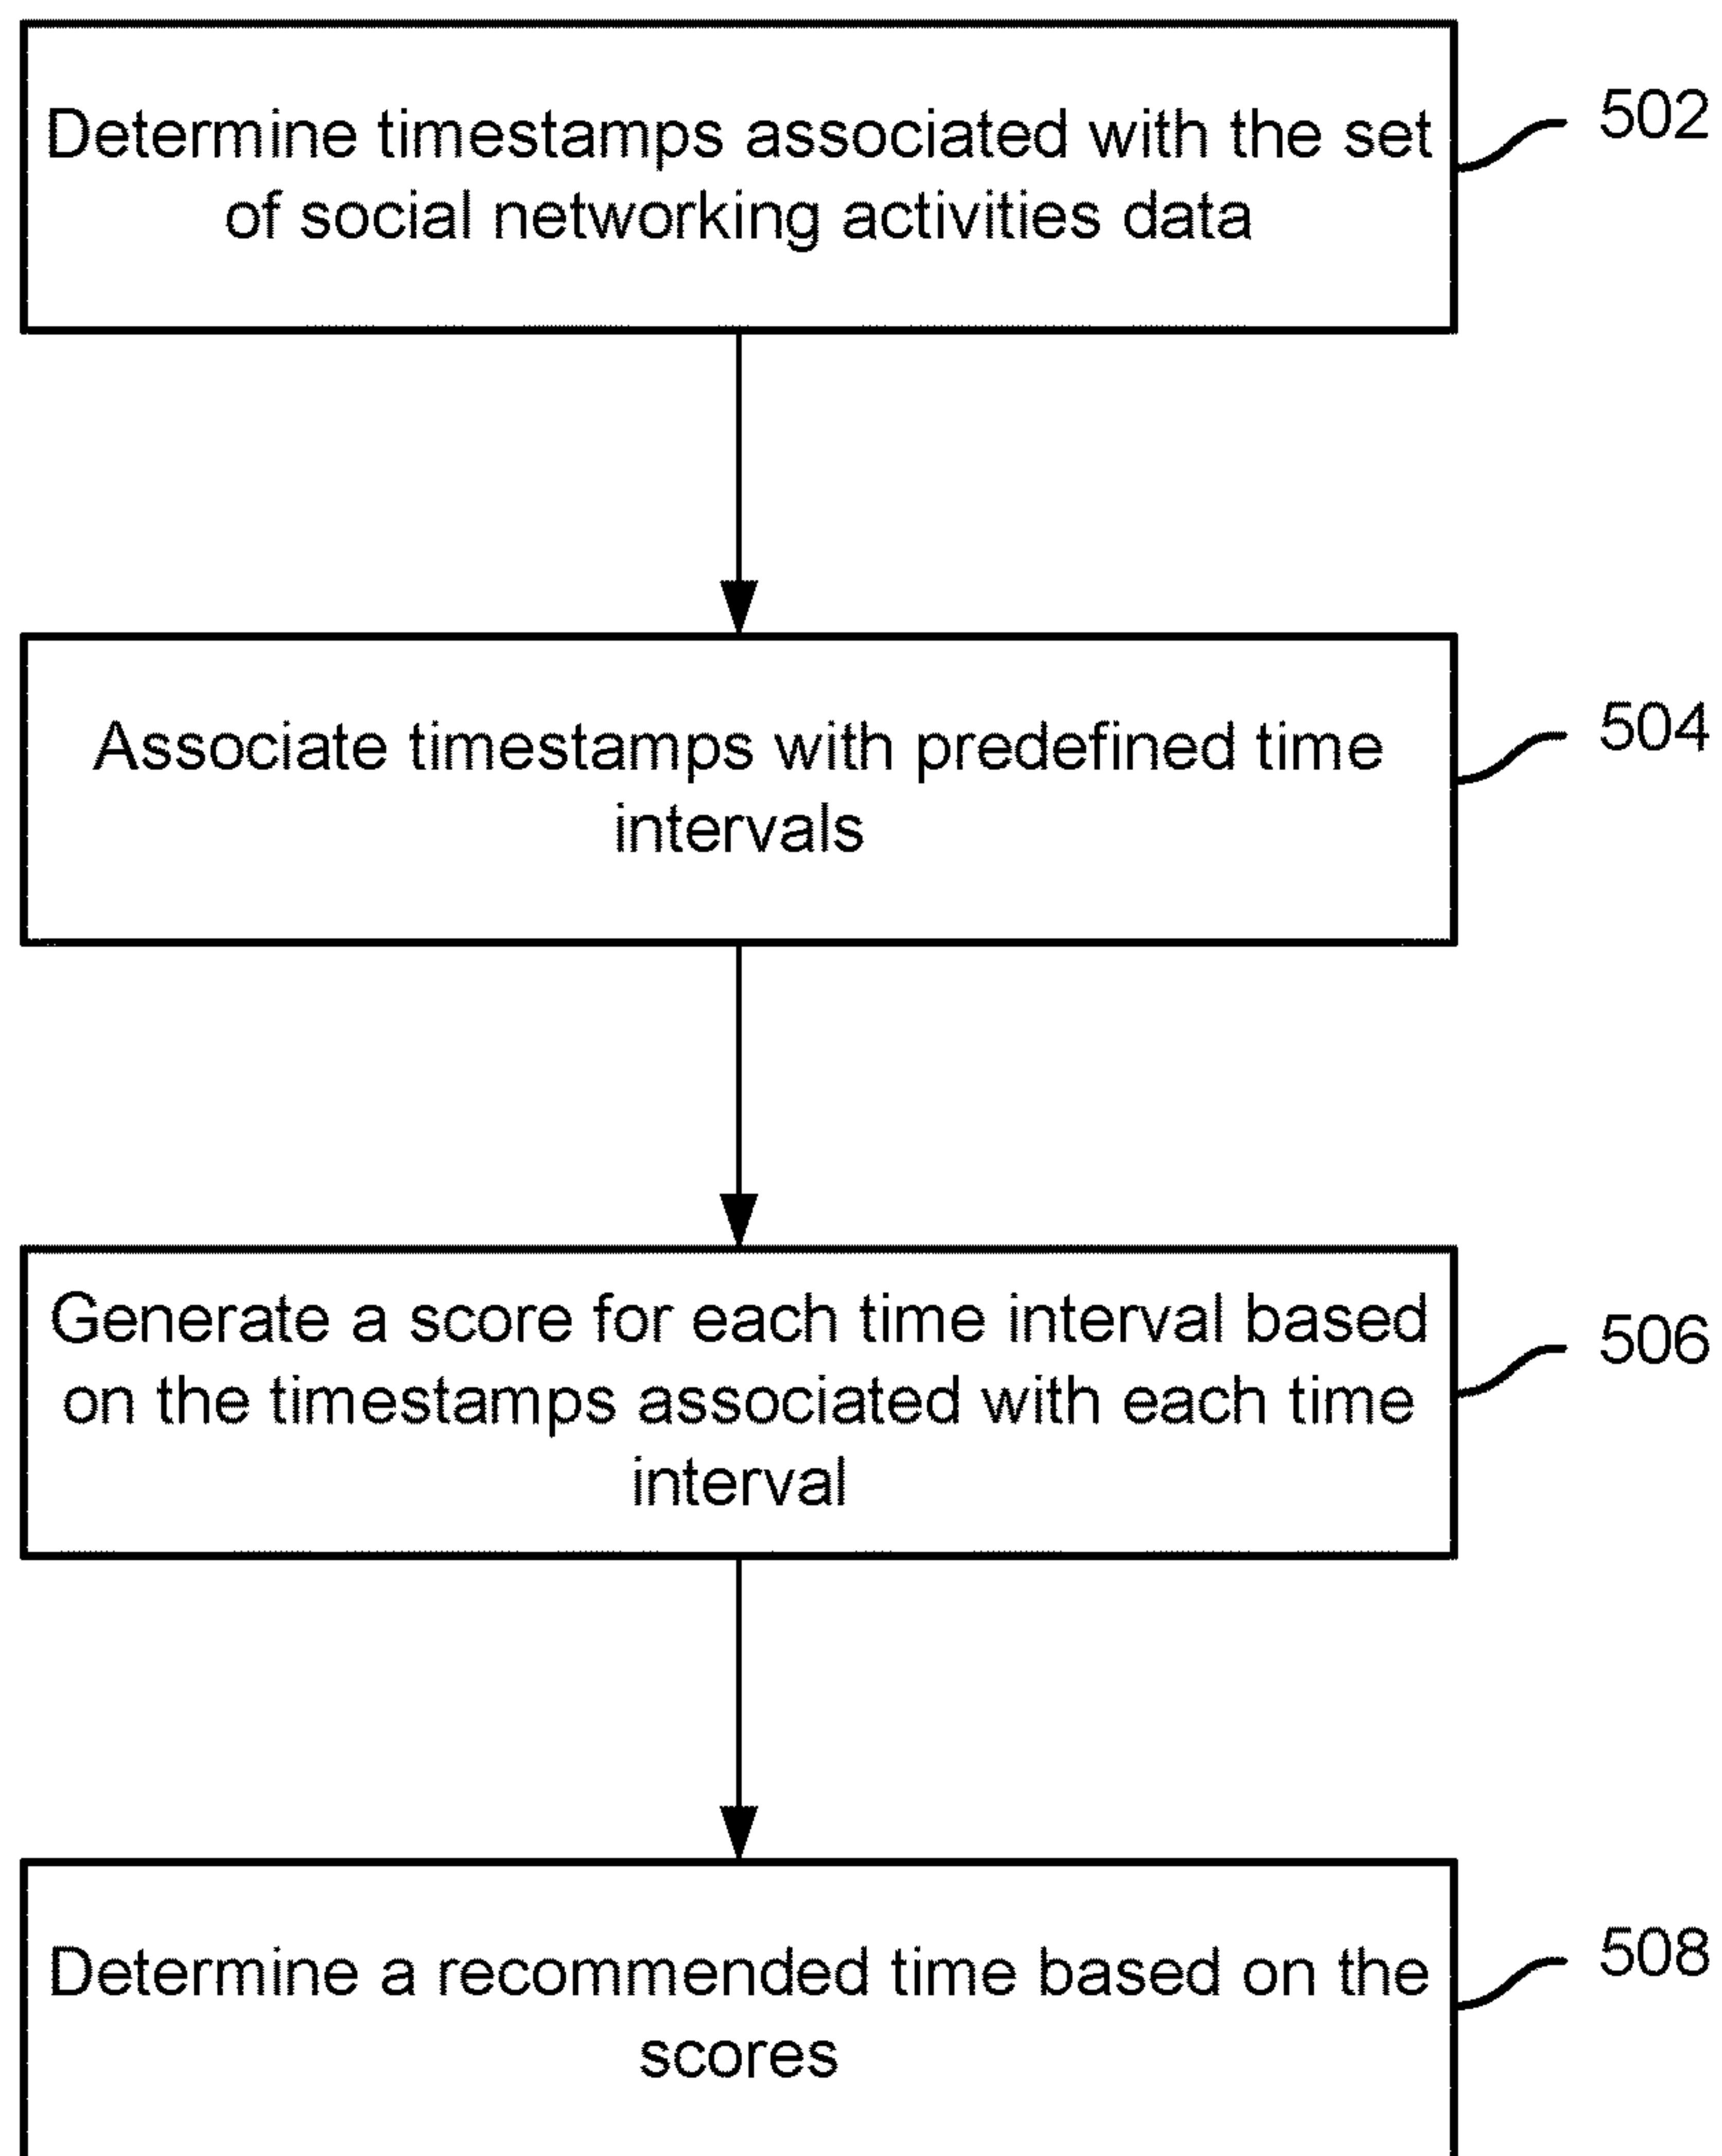 Determine timestamps associated with the set
of social networking activities data
502
Associate timestamps with predefined time
intervals
504
Generate a score for each time interval based
on the timestamps associated with each time
interval
506
Determine a recommended time based on the
scores
508